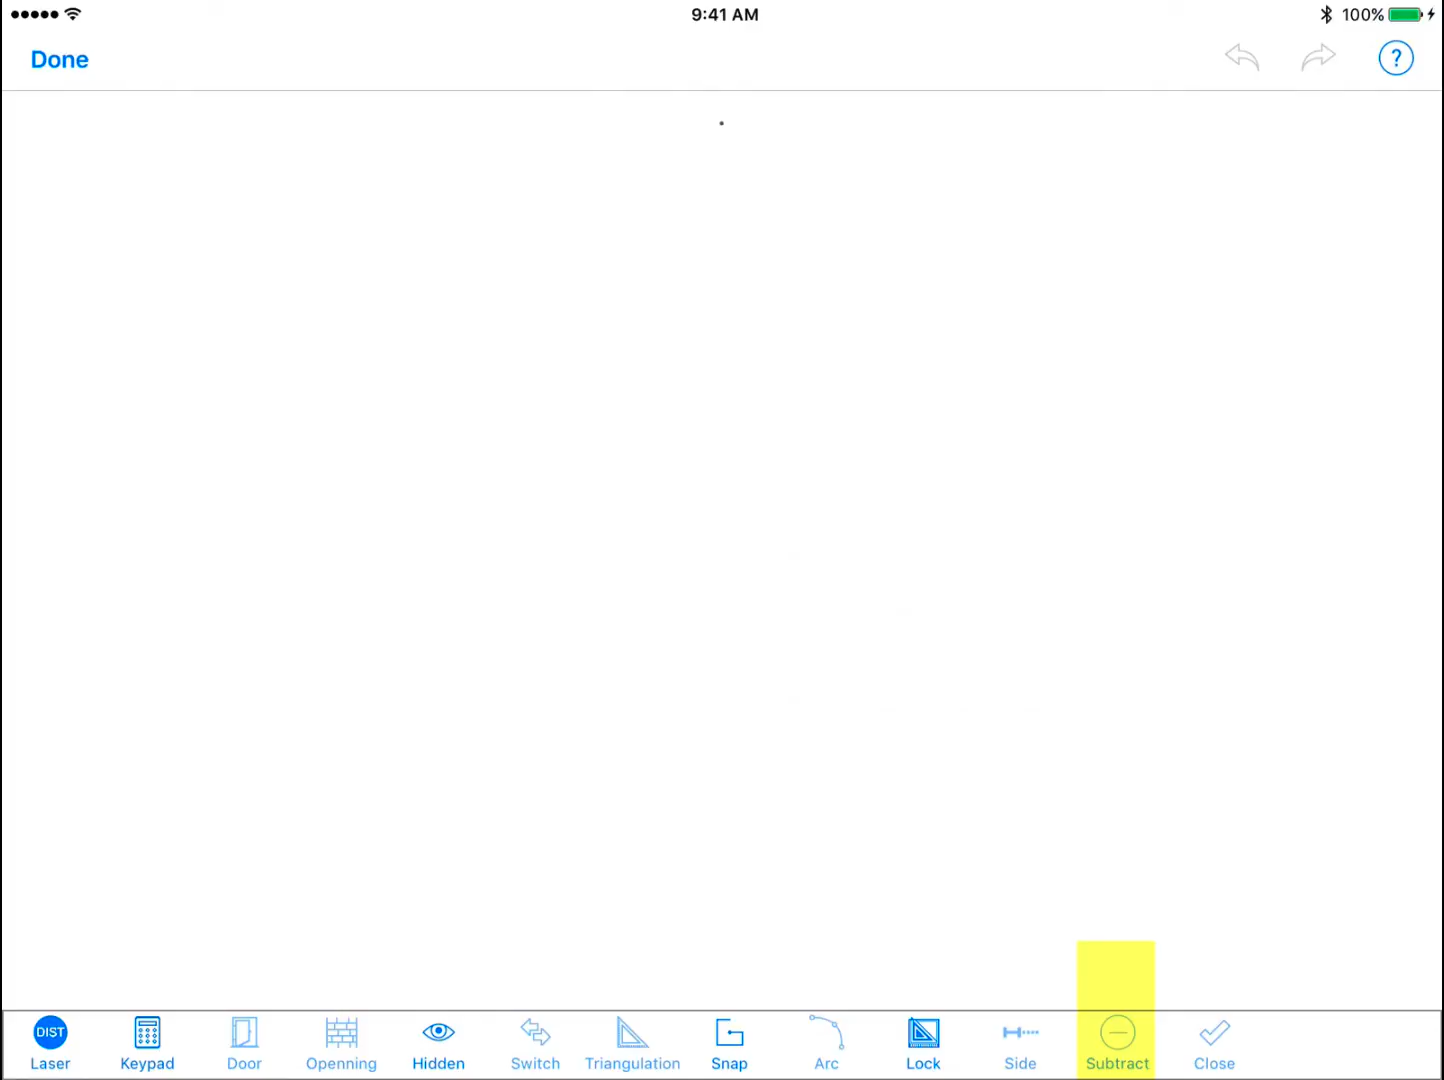 9:41 AM
100%
Done
?
DIST
Laser
Keypad
Door
Openning
Hidden
Switch
Triangulation
Snap
Arc
Lock
Side
Subtract
Close